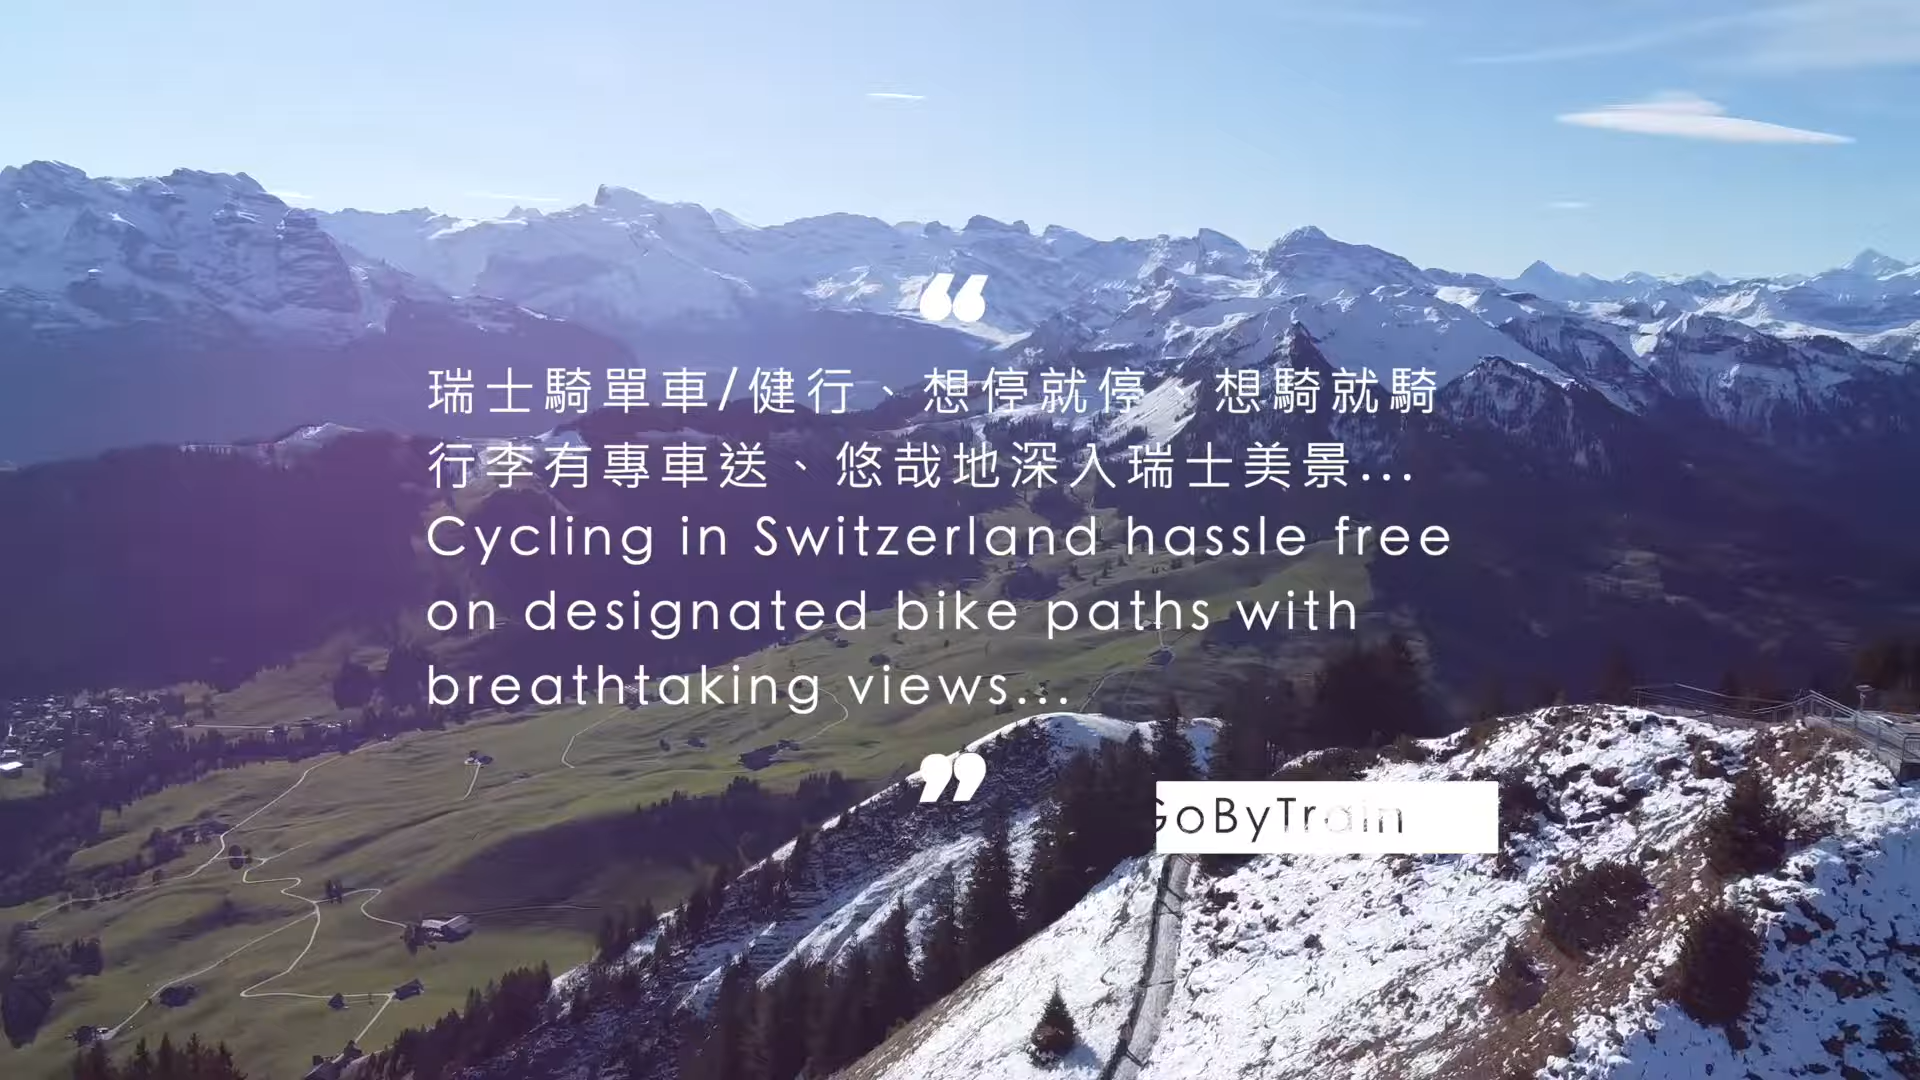 “
瑞士騎單車/健行、想停就停、想騎就騎
行李有專車送、悠哉地深入瑞士美景...
Cycling in Switzerland hassle free
on designated bike paths with
breathtaking views...
”
GoByTrain